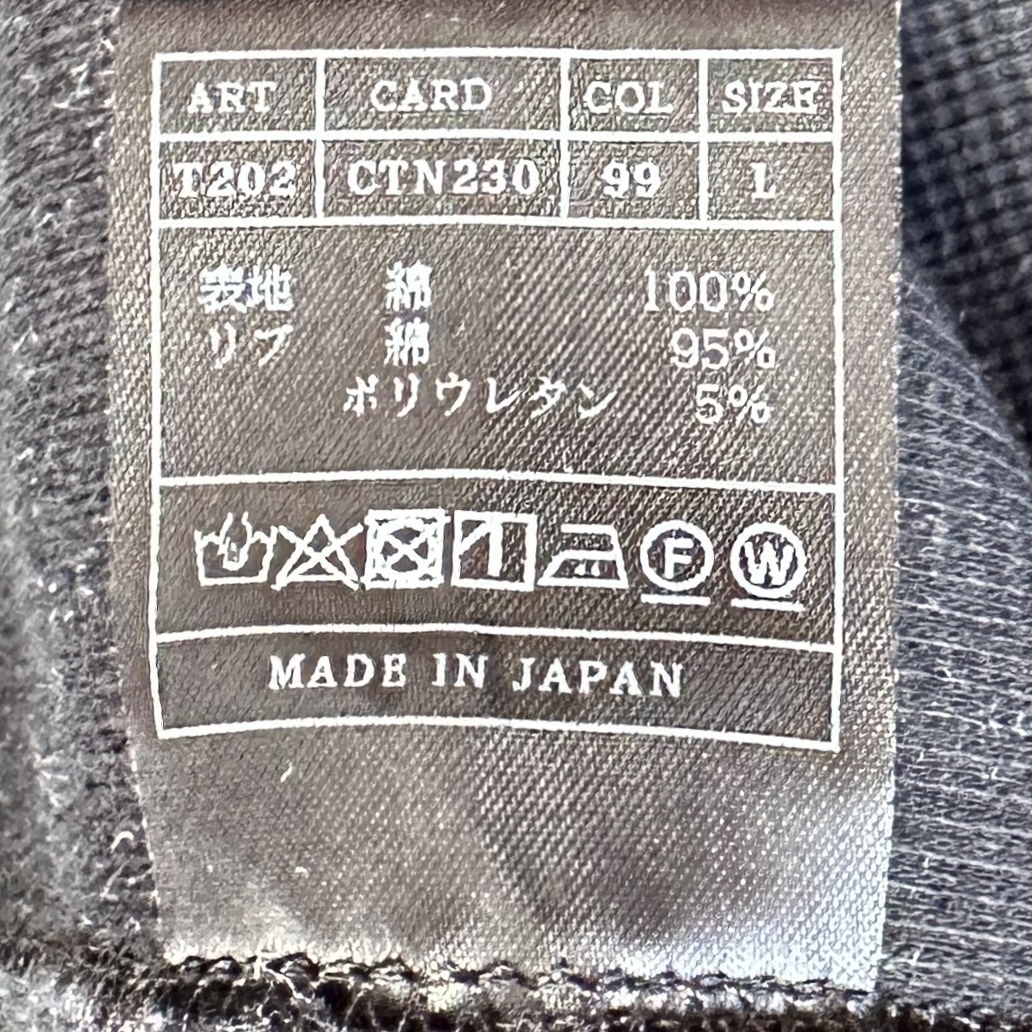 ART CARD COL SIZE
T202 CTN230 99 L
表地 綿 100%
リブ 綿 95%
ポリウレタン 5%
F W
MADE IN JAPAN